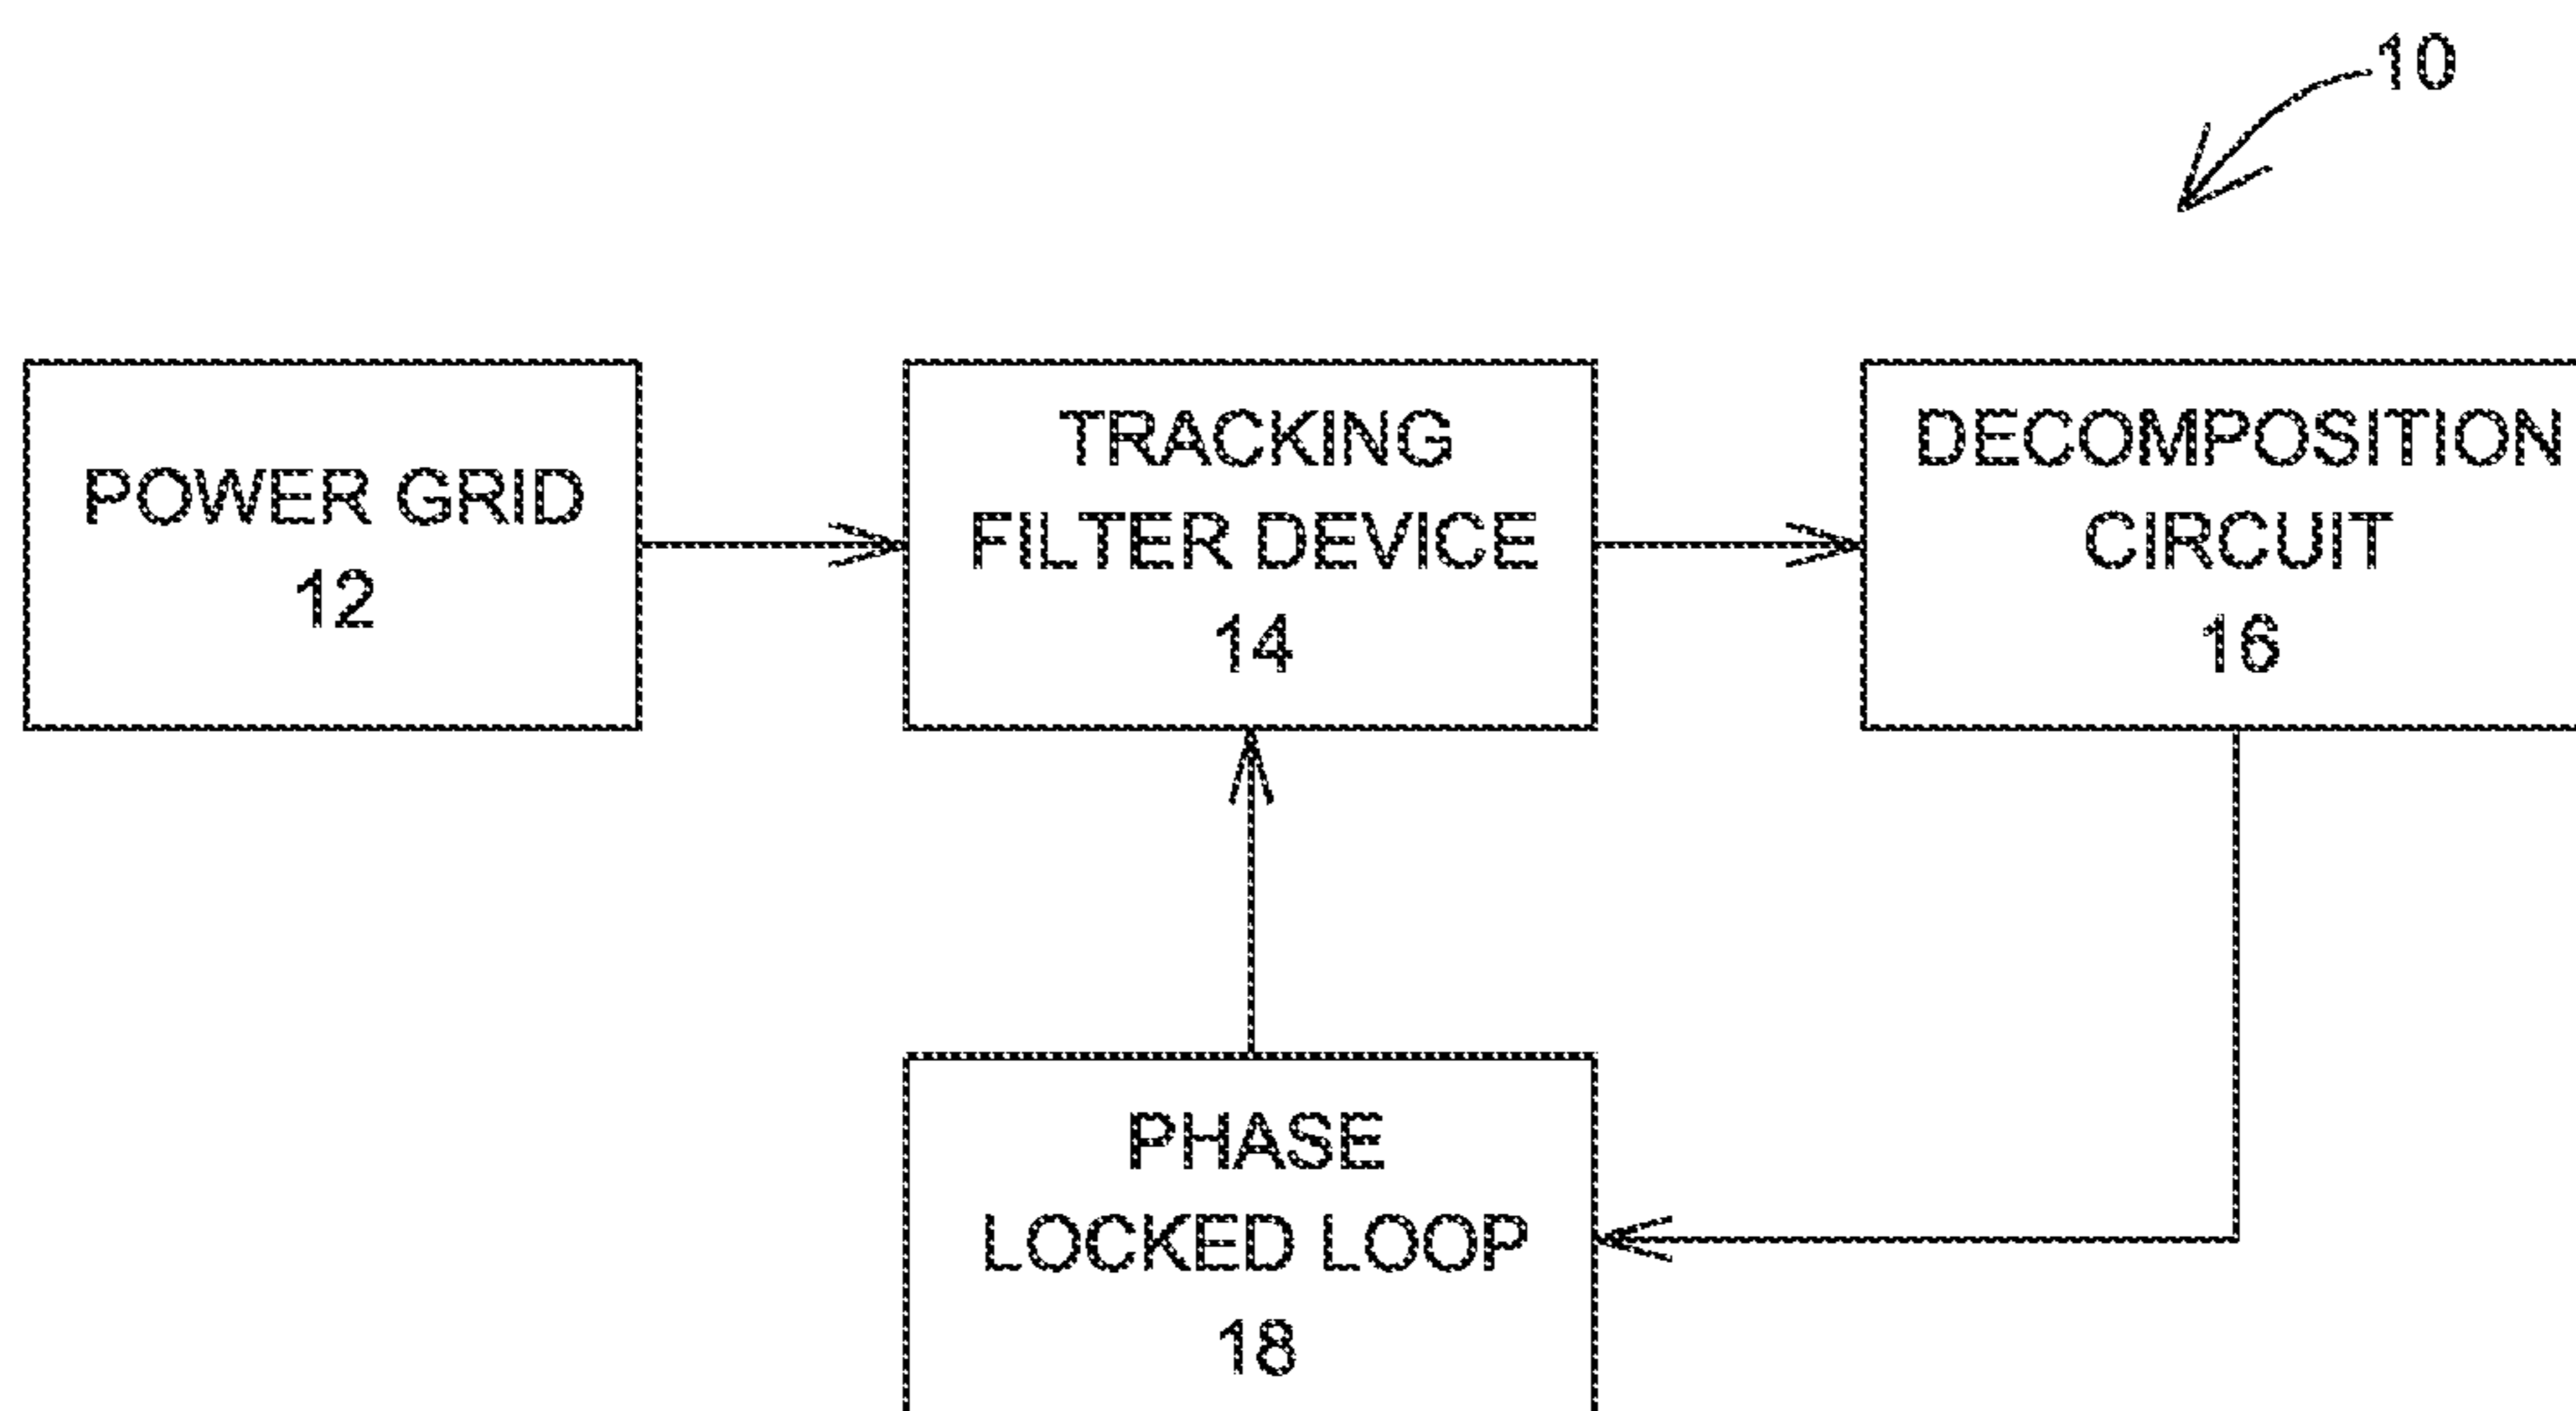 10
POWER GRID
12
TRACKING
FILTER DEVICE
14
DECOMPOSITION
CIRCUIT
16
PHASE
LOCKED LOOP
18